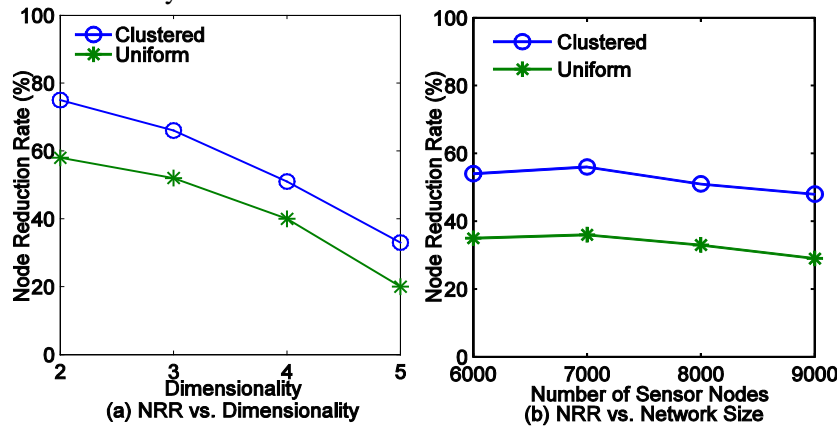 100
80
60
40
20
0
Node Reduction Rate (%)
Clustered
Uniform
2 3 4 5
Dimensionality
(a) NRR vs. Dimensionality
100
80
60
40
20
0
Node Reduction Rate (%)
Clustered
Uniform
6000 7000 8000 9000
Number of Sensor Nodes
(b) NRR vs. Network Size